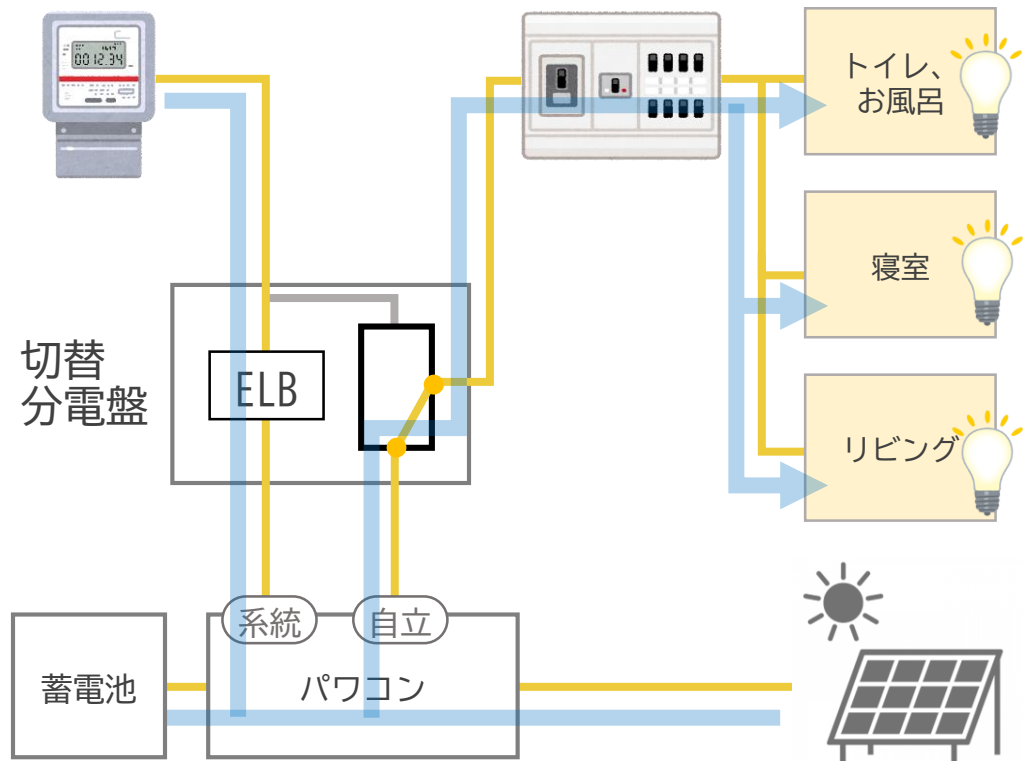 0012.34
トイレ、
お風呂
寝室
切替
分電盤
ELB
リビング
系統
自立
蓄電池
パワコン